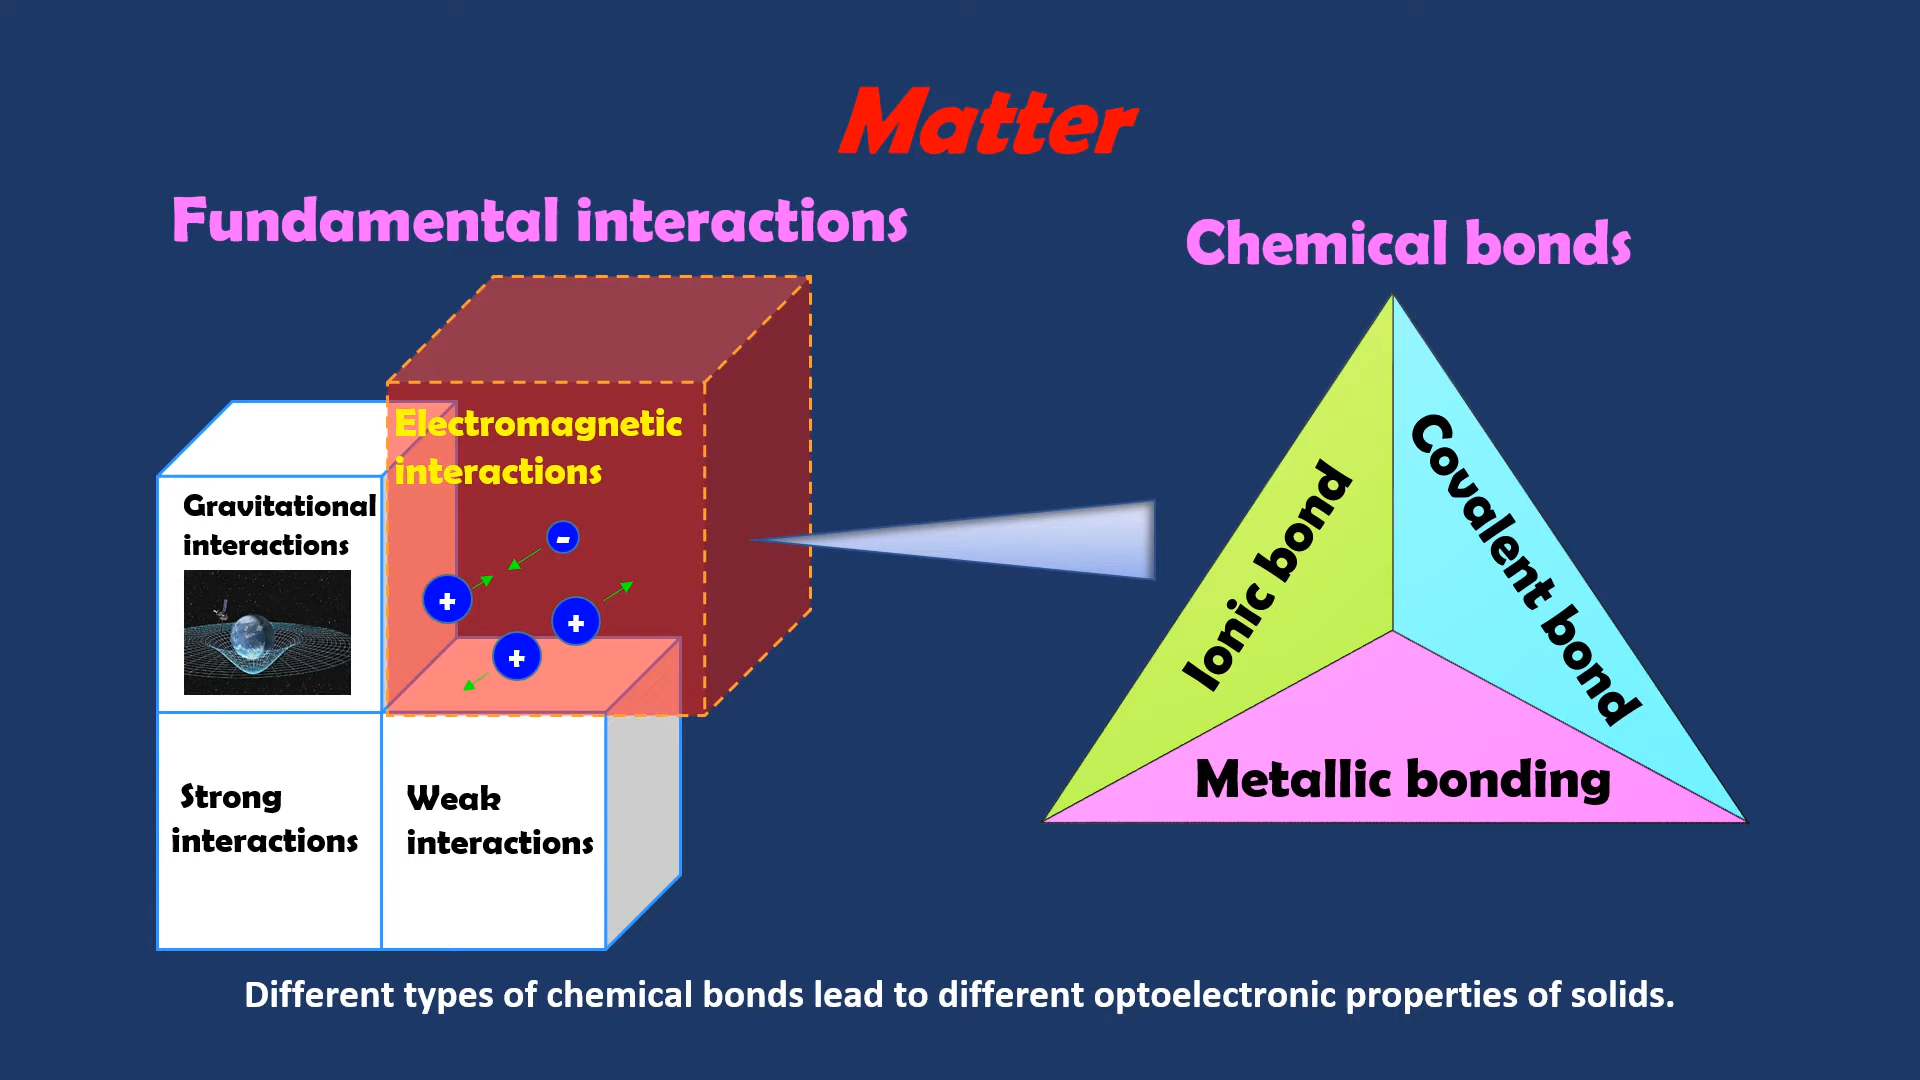 Matter
Fundamental interactions
Chemical bonds
Electromagnetic
interactions
Gravitational
interactions
-
+
+
+
Strong
interactions
Weak
interactions
Ionic bond
Covalent bond
Metallic bonding
Different types of chemical bonds lead to different optoelectronic properties of solids.